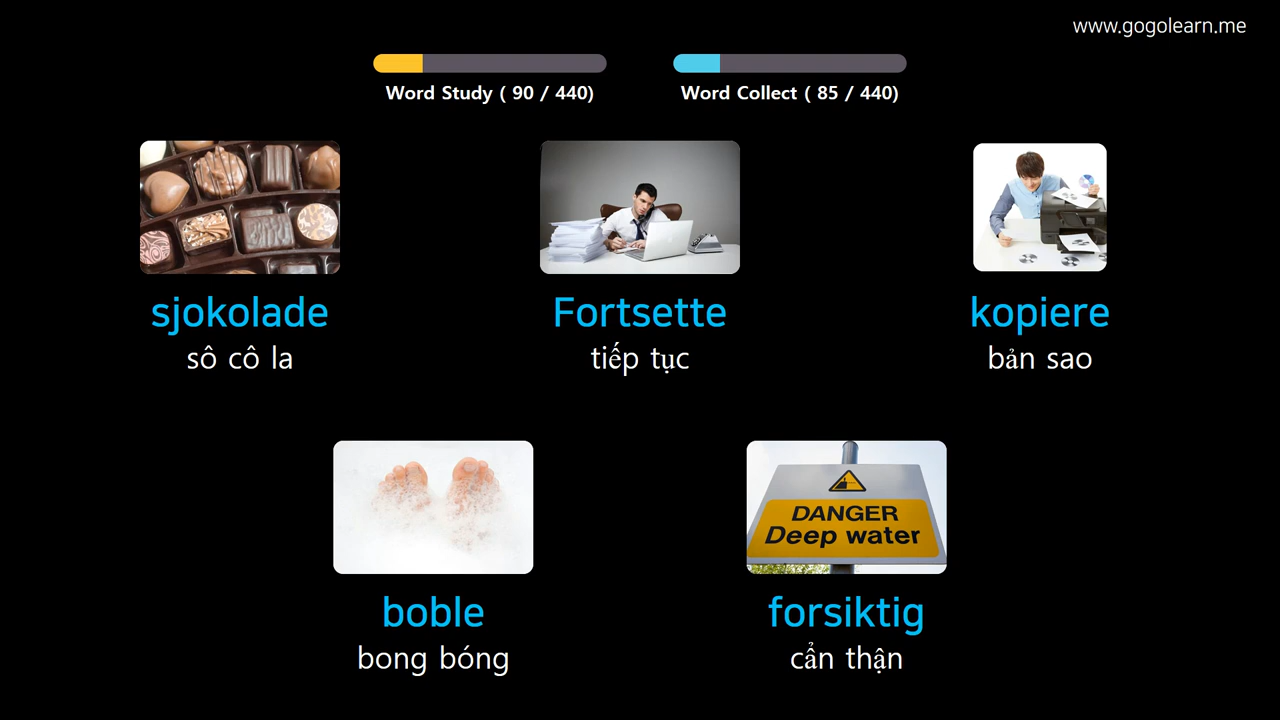 www.gogolearn.me
Word Study ( 90 / 440)
Word Collect ( 85 / 440)
sjokolade
sô cô la
Fortsette
tiếp tục
kopiere
bản sao
DANGER
Deep water
boble
bong bóng
forsiktig
cẩn thận